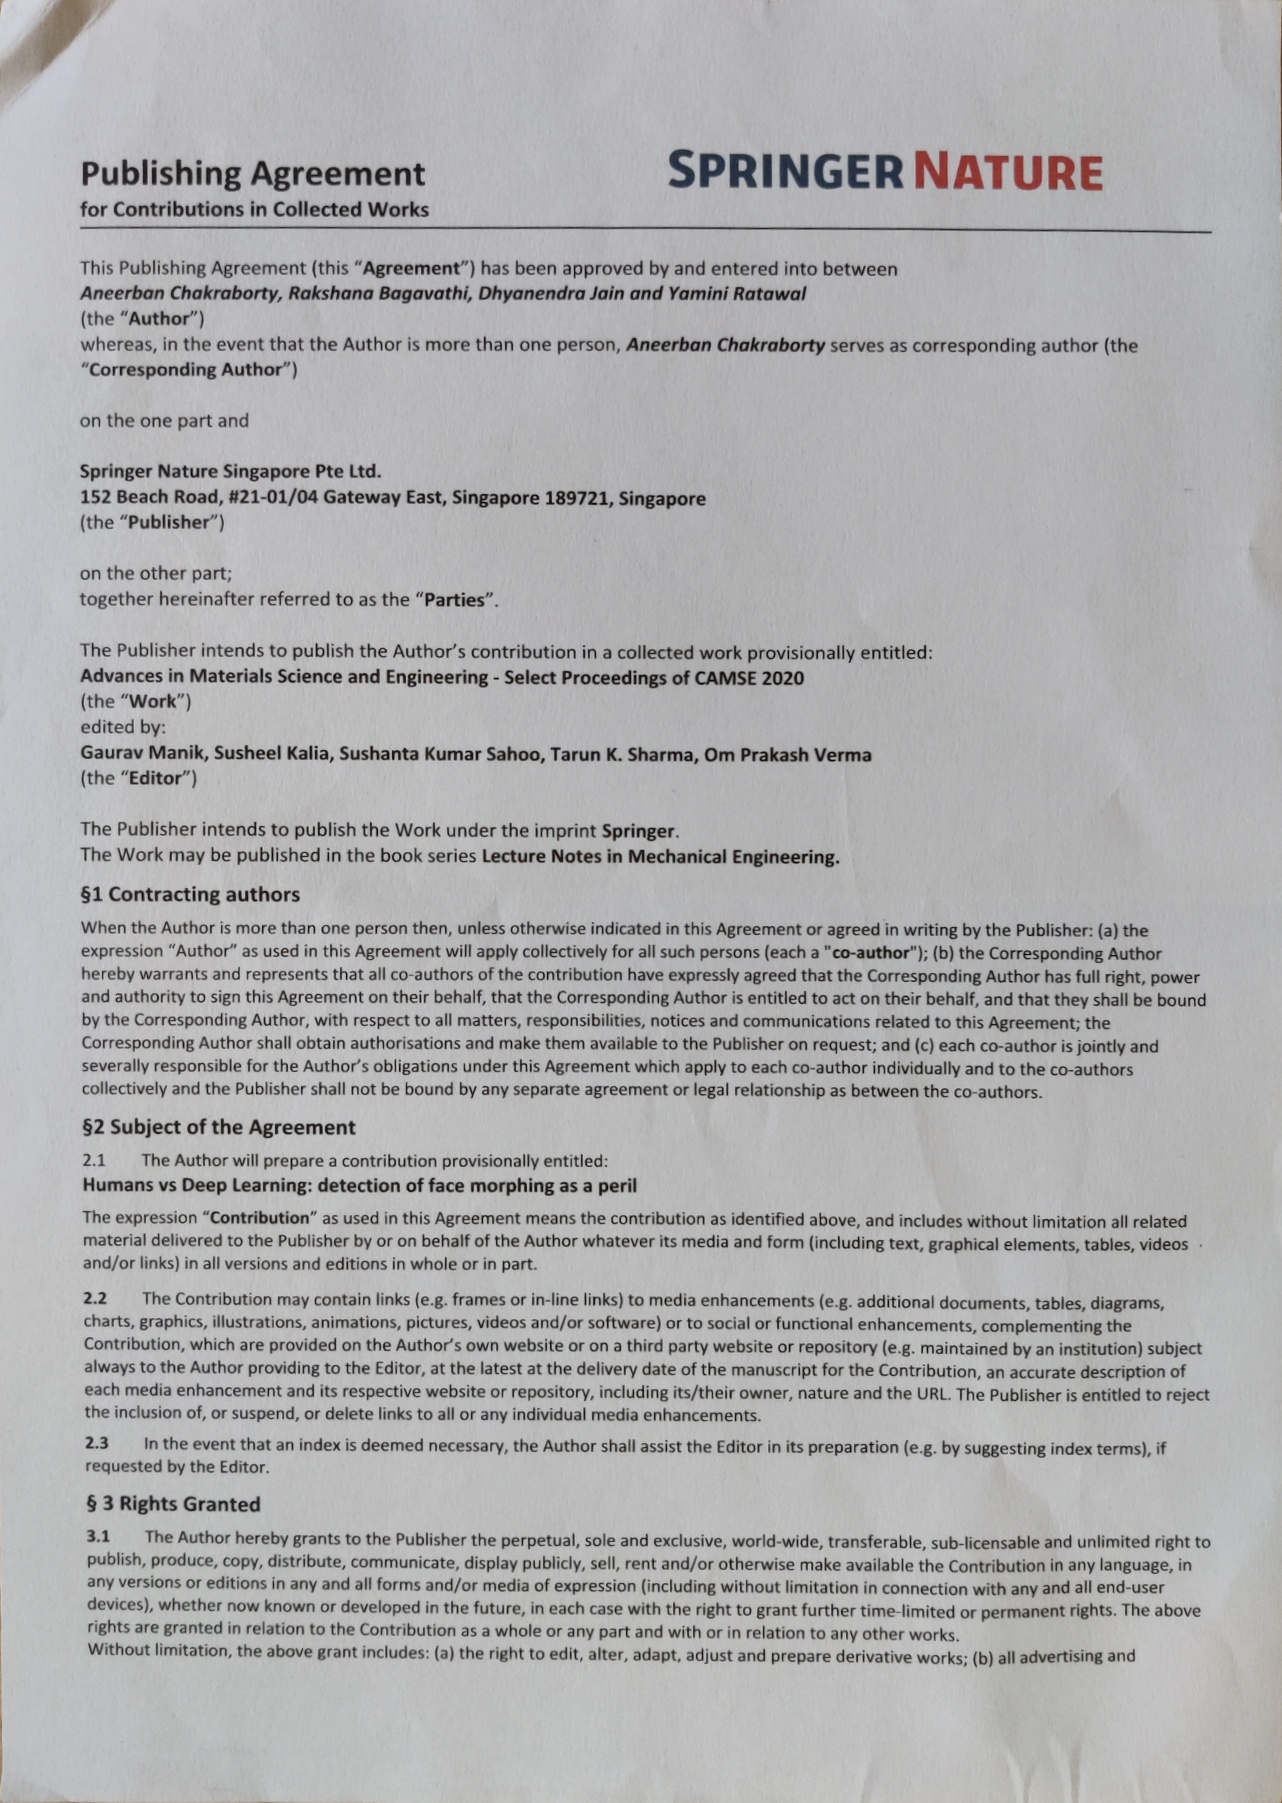 Publishing Agreement
SPRINGER NATURE
for Contributions in Collected Works
This Publishing Agreement (this “Agreement”) has been approved by and entered into between
Aneerban Chakraborty, Rakshana Bagavathi, Dhyanendra Jain and Yamini Ratawal
(the “Author”)
whereas, in the event that the Author is more than one person, Aneerban Chakraborty serves as corresponding author (the
“Corresponding Author”)
on the one part and
Springer Nature Singapore Pte Ltd.
152 Beach Road, #21-01/04 Gateway East, Singapore 189721, Singapore
(the “Publisher”)
on the other part;
together hereinafter referred to as the “Parties”.
The Publisher intends to publish the Author’s contribution in a collected work provisionally entitled:
Advances in Materials Science and Engineering - Select Proceedings of CAMSE 2020
(the “Work”)
edited by:
Gaurav Manik, Susheel Kalia, Sushanta Kumar Sahoo, Tarun K. Sharma, Om Prakash Verma
(the “Editor”)
The Publisher intends to publish the Work under the imprint Springer.
The Work may be published in the book series Lecture Notes in Mechanical Engineering.
§1 Contracting authors
When the Author is more than one person then, unless otherwise indicated in this Agreement or agreed in writing by the Publisher: (a) the
expression “Author” as used in this Agreement will apply collectively for all such persons (each a "co-author"); (b) the Corresponding Author
hereby warrants and represents that all co-authors of the contribution have expressly agreed that the Corresponding Author has full right, power
and authority to sign this Agreement on their behalf, that the Corresponding Author is entitled to act on their behalf, and that they shall be bound
by the Corresponding Author, with respect to all matters, responsibilities, notices and communications related to this Agreement; the
Corresponding Author shall obtain authorisations and make them available to the Publisher on request; and (c) each co-author is jointly and
severally responsible for the Author’s obligations under this Agreement which apply to each co-author individually and to the co-authors
collectively and the Publisher shall not be bound by any separate agreement or legal relationship as between the co-authors.
§2 Subject of the Agreement
2.1 The Author will prepare a contribution provisionally entitled:
Humans vs Deep Learning: detection of face morphing as a peril
The expression “Contribution” as used in this Agreement means the contribution as identified above, and includes without limitation all related
material delivered to the Publisher by or on behalf of the Author whatever its media and form (including text, graphical elements, tables, videos
and/or links) in all versions and editions in whole or in part.
2.2 The Contribution may contain links (e.g. frames or in-line links) to media enhancements (e.g. additional documents, tables, diagrams,
charts, graphics, illustrations, animations, pictures, videos and/or software) or to social or functional enhancements, complementing the
Contribution, which are provided on the Author’s own website or on a third party website or repository (e.g. maintained by an institution) subject
always to the Author providing to the Editor, at the latest at the delivery date of the manuscript for the Contribution, an accurate description of
each media enhancement and its respective website or repository, including its/their owner, nature and the URL. The Publisher is entitled to reject
the inclusion of, or suspend, or delete links to all or any individual media enhancements.
2.3 In the event that an index is deemed necessary, the Author shall assist the Editor in its preparation (e.g. by suggesting index terms), if
requested by the Editor.
§ 3 Rights Granted
3.1 The Author hereby grants to the Publisher the perpetual, sole and exclusive, world-wide, transferable, sub-licensable and unlimited right to
publish, produce, copy, distribute, communicate, display publicly, sell, rent and/or otherwise make available the Contribution in any language, in
any versions or editions in any and all forms and/or media of expression (including without limitation in connection with any and all end-user
devices), whether now known or developed in the future, in each case with the right to grant further time-limited or permanent rights. The above
rights are granted in relation to the Contribution as a whole or any part and with or in relation to any other works.
Without limitation, the above grant includes: (a) the right to edit, alter, adapt, adjust and prepare derivative works; (b) all advertising and